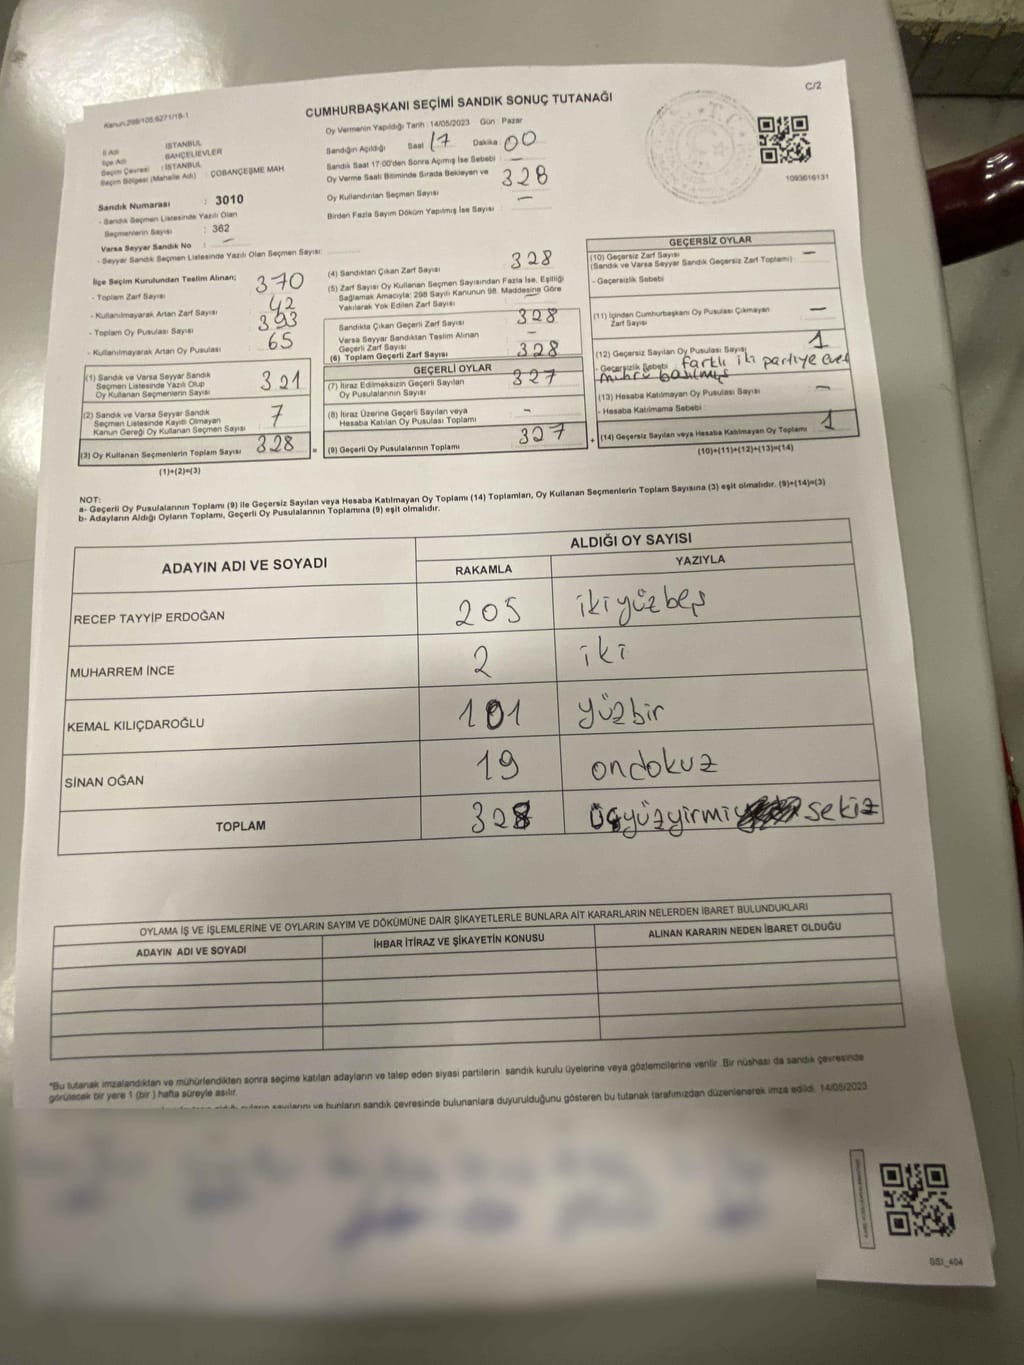 C/2
Kanun:298/105;6271/18-1
CUMHURBAŞKANI SEÇİMİ SANDIK SONUÇ TUTANAĞI
Oy Vermenin Yapıldığı Tarih : 14/05/2023 Gün : Pazar
İl Adı : İSTANBUL
İlçe Adı : BAHÇELİEVLER
Seçim Çevresi : İSTANBUL
Seçim Bölgesi (Mahalle Adı) : ÇOBANÇEŞME MAH
Sandığın Açıldığı Saat 17 Dakika : 00
Sandık Saat 17:00'den Sonra Açılmış İse Sebebi :
Oy Verme Saati Bitiminde Sırada Bekleyen ve
Oy Kullandırılan Seçmen Sayısı 328
Birden Fazla Sayım Döküm Yapılmış İse Sayısı : —
1093616131
Sandık Numarası : 3010
- Sandık Seçmen Listesinde Yazılı Olan
Seçmenlerin Sayısı : 362
Varsa Seyyar Sandık No : —
- Seyyar Sandık Seçmen Listesinde Yazılı Olan Seçmen Sayısı:
İlçe Seçim Kurulundan Teslim Alınan;
- Toplam Zarf Sayısı : 370
- Kullanılmayarak Artan Zarf Sayısı : 42
- Toplam Oy Pusulası Sayısı : 393
- Kullanılmayarak Artan Oy Pusulası : 65
(1) Sandık ve Varsa Seyyar Sandık
Seçmen Listesinde Yazılı Olup
Oy Kullanan Seçmenlerin Sayısı 321
(2) Sandık ve Varsa Seyyar Sandık
Seçmen Listesinde Kayıtlı Olmayan
Kanun Gereği Oy Kullanan Seçmen Sayısı 7
(3) Oy Kullanan Seçmenlerin Toplam Sayısı 328
(1)+(2)=(3)
(4) Sandıktan Çıkan Zarf Sayısı 328
(5) Zarf Sayısı Oy Kullanan Seçmen Sayısından Fazla İse, Eşitliği
Sağlamak Amacıyla; 298 Sayılı Kanunun 98. Maddesine Göre
Yakılarak Yok Edilen Zarf Sayısı : —
Sandıkta Çıkan Geçerli Zarf Sayısı 328
Varsa Seyyar Sandıktan Teslim Alınan
Geçerli Zarf Sayısı —
(6) Toplam Geçerli Zarf Sayısı 328
GEÇERLİ OYLAR
(7) İtiraz Edilmeksizin Geçerli Sayılan
Oy Pusulasının Sayısı 327
(8) İtiraz Üzerine Geçerli Sayılan veya
Hesaba Katılan Oy Pusulası Toplamı -
= (9) Geçerli Oy Pusulalarının Toplamı 327
GEÇERSİZ OYLAR
(10) Geçersiz Zarf Sayısı
(Sandık ve Varsa Seyyar Sandık Geçersiz Zarf Toplamı) : —
- Geçersizlik Sebebi
(11) İçinden Cumhurbaşkanı Oy Pusulası Çıkmayan
Zarf Sayısı —
(12) Geçersiz Sayılan Oy Pusulası Sayısı 1
- Geçersizlik Sebebi : farklı iki partiye evet
mührü basılmış
(13) Hesaba Katılmayan Oy Pusulası Sayısı —
- Hesaba Katılmama Sebebi :
+ (14) Geçersiz Sayılan veya Hesaba Katılmayan Oy Toplamı 1
(10)+(11)+(12)+(13)=(14)
NOT:
a- Geçerli Oy Pusulalarının Toplamı (9) ile Geçersiz Sayılan veya Hesaba Katılmayan Oy Toplamı (14) Toplamları, Oy Kullanan Seçmenlerin Toplam Sayısına (3) eşit olmalıdır. (9)+(14)=(3)
b- Adayların Aldığı Oyların Toplamı, Geçerli Oy Pusulalarının Toplamına (9) eşit olmalıdır.
ADAYIN ADI VE SOYADI ALDIĞI OY SAYISI
RAKAMLA YAZIYLA
RECEP TAYYİP ERDOĞAN 205 ikiyüzbeş
MUHARREM İNCE 2 iki
KEMAL KILIÇDAROĞLU 101 yüzbir
SİNAN OĞAN 19 ondokuz
TOPLAM 328 üçyüzyirmi sekiz
OYLAMA İŞ VE İŞLEMLERİNE VE OYLARIN SAYIM VE DÖKÜMÜNE DAİR ŞİKAYETLERLE BUNLARA AİT KARARLARIN NELERDEN İBARET BULUNDUKLARI
ADAYIN ADI VE SOYADI İHBAR İTİRAZ VE ŞİKAYETİN KONUSU ALINAN KARARIN NEDEN İBARET OLDUĞU
*Bu tutanak imzalandıktan ve mühürlendikten sonra seçime katılan adayların ve talep eden siyasi partilerin sandık kurulu üyelerine veya gözlemcilerine verilir. Bir nüshası da sandık çevresinde
görülecek bir yere 1 (bir ) hafta süreyle asılır.
sayılarını ve bunların sandık çevresinde bulunanlara duyurulduğunu gösteren bu tutanak tarafımızdan düzenlenerek imza edildi. 14/05/2023
SSI_404